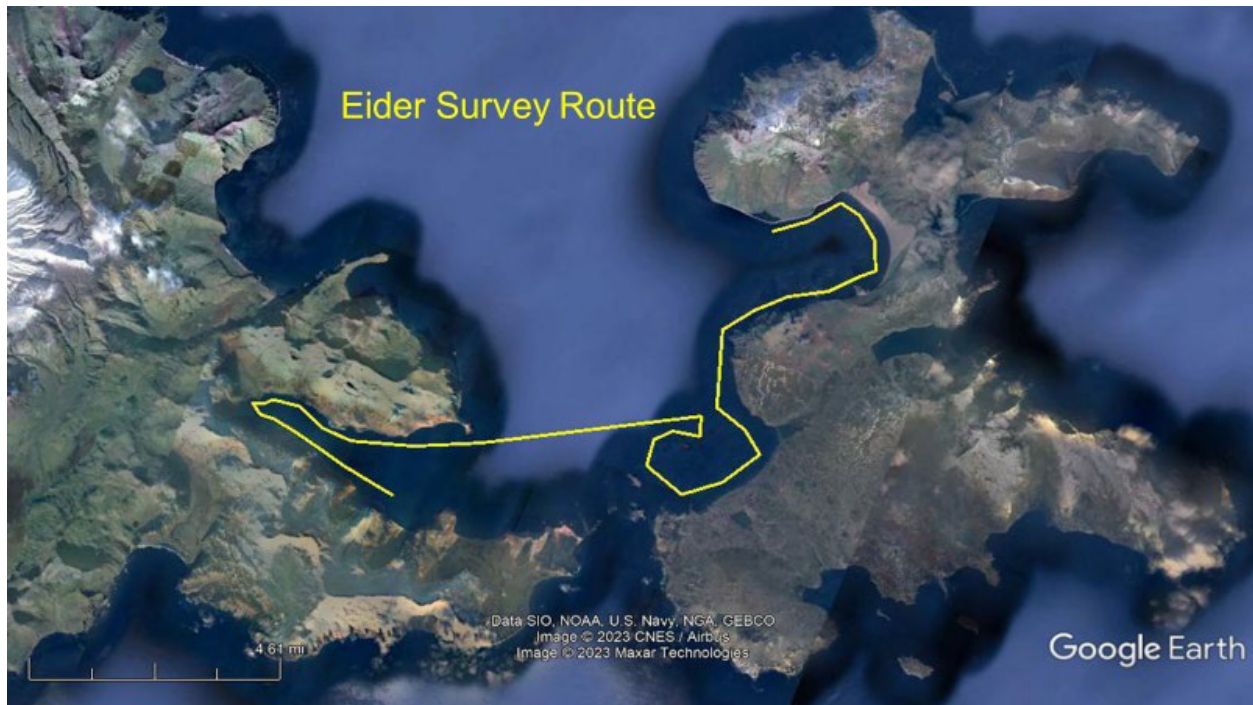 Eider Survey Route
Data SIO, NOAA, U.S. Navy, NGA, GEBCO
Image © 2023 CNES / Airbus
Image © 2023 Maxar Technologies
4.61 mi
Google Earth